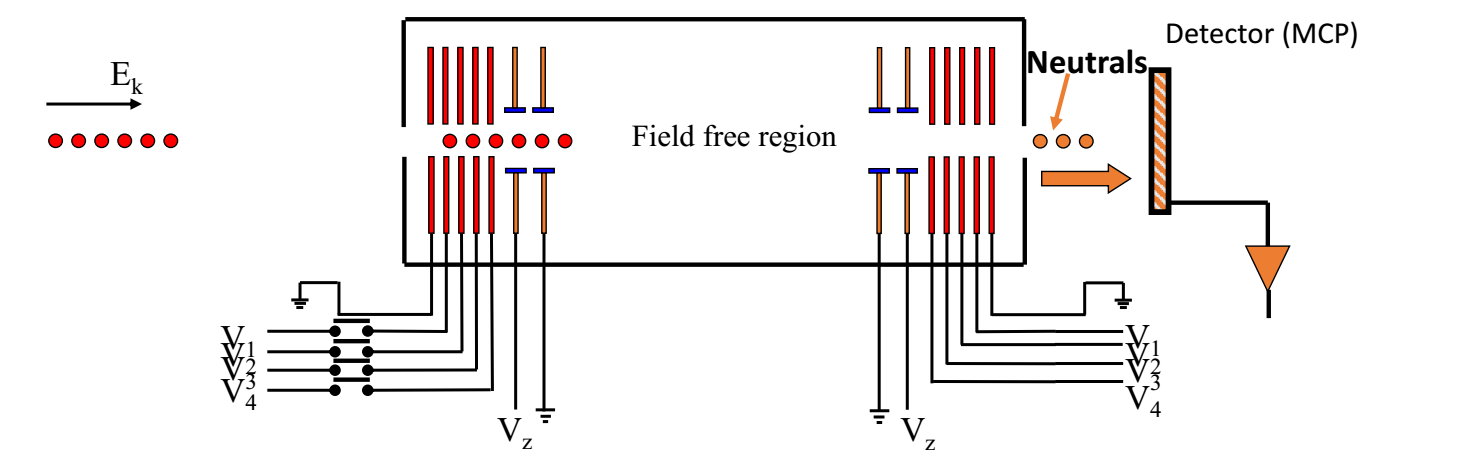 Detector (MCP)
Neutrals
E_k
Field free region
V_1
V_2
V_3
V_4
V_z
V_1
V_2
V_3
V_4
V_z